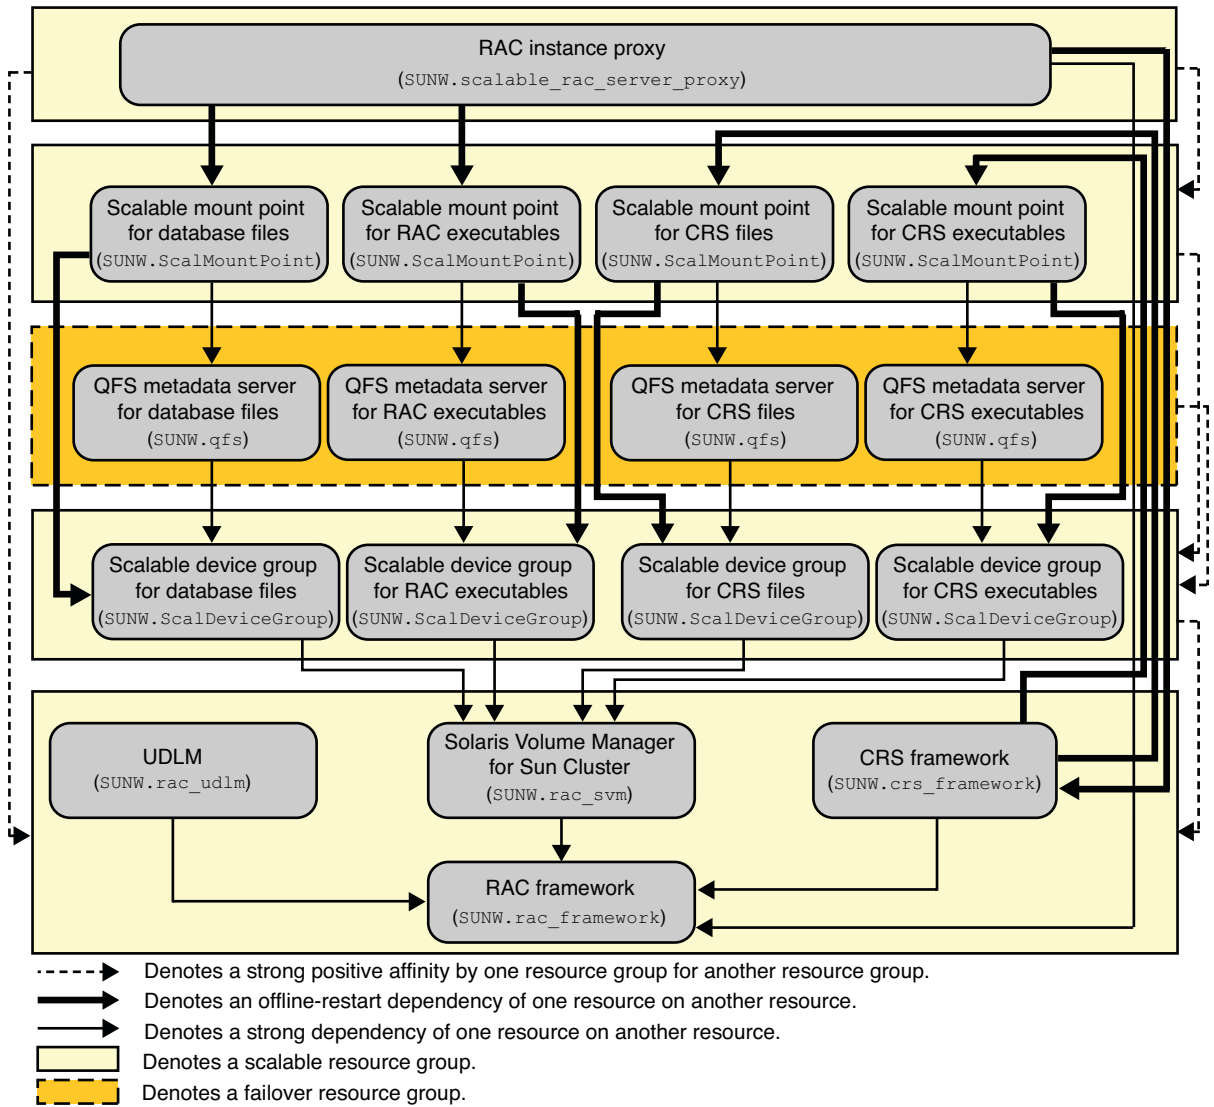 RAC instance proxy
(SUNW.scalable_rac_server_proxy)
Scalable mount point
for database files
(SUNW.ScalMountPoint)
Scalable mount point
for RAC executables
(SUNW.ScalMountPoint)
Scalable mount point
for CRS files
(SUNW.ScalMountPoint)
Scalable mount point
for CRS executables
(SUNW.ScalMountPoint)
QFS metadata server
for database files
(SUNW.qfs)
QFS metadata server
for RAC executables
(SUNW.qfs)
QFS metadata server
for CRS files
(SUNW.qfs)
QFS metadata server
for CRS executables
(SUNW.qfs)
Scalable device group
for database files
(SUNW.ScalDeviceGroup)
Scalable device group
for RAC executables
(SUNW.ScalDeviceGroup)
Scalable device group
for CRS files
(SUNW.ScalDeviceGroup)
Scalable device group
for CRS executables
(SUNW.ScalDeviceGroup)
UDLM
(SUNW.rac_udlm)
Solaris Volume Manager
for Sun Cluster
(SUNW.rac_svm)
CRS framework
(SUNW.crs_framework)
RAC framework
(SUNW.rac_framework)
Denotes a strong positive affinity by one resource group for another resource group.
Denotes an offline-restart dependency of one resource on another resource.
Denotes a strong dependency of one resource on another resource.
Denotes a scalable resource group.
Denotes a failover resource group.